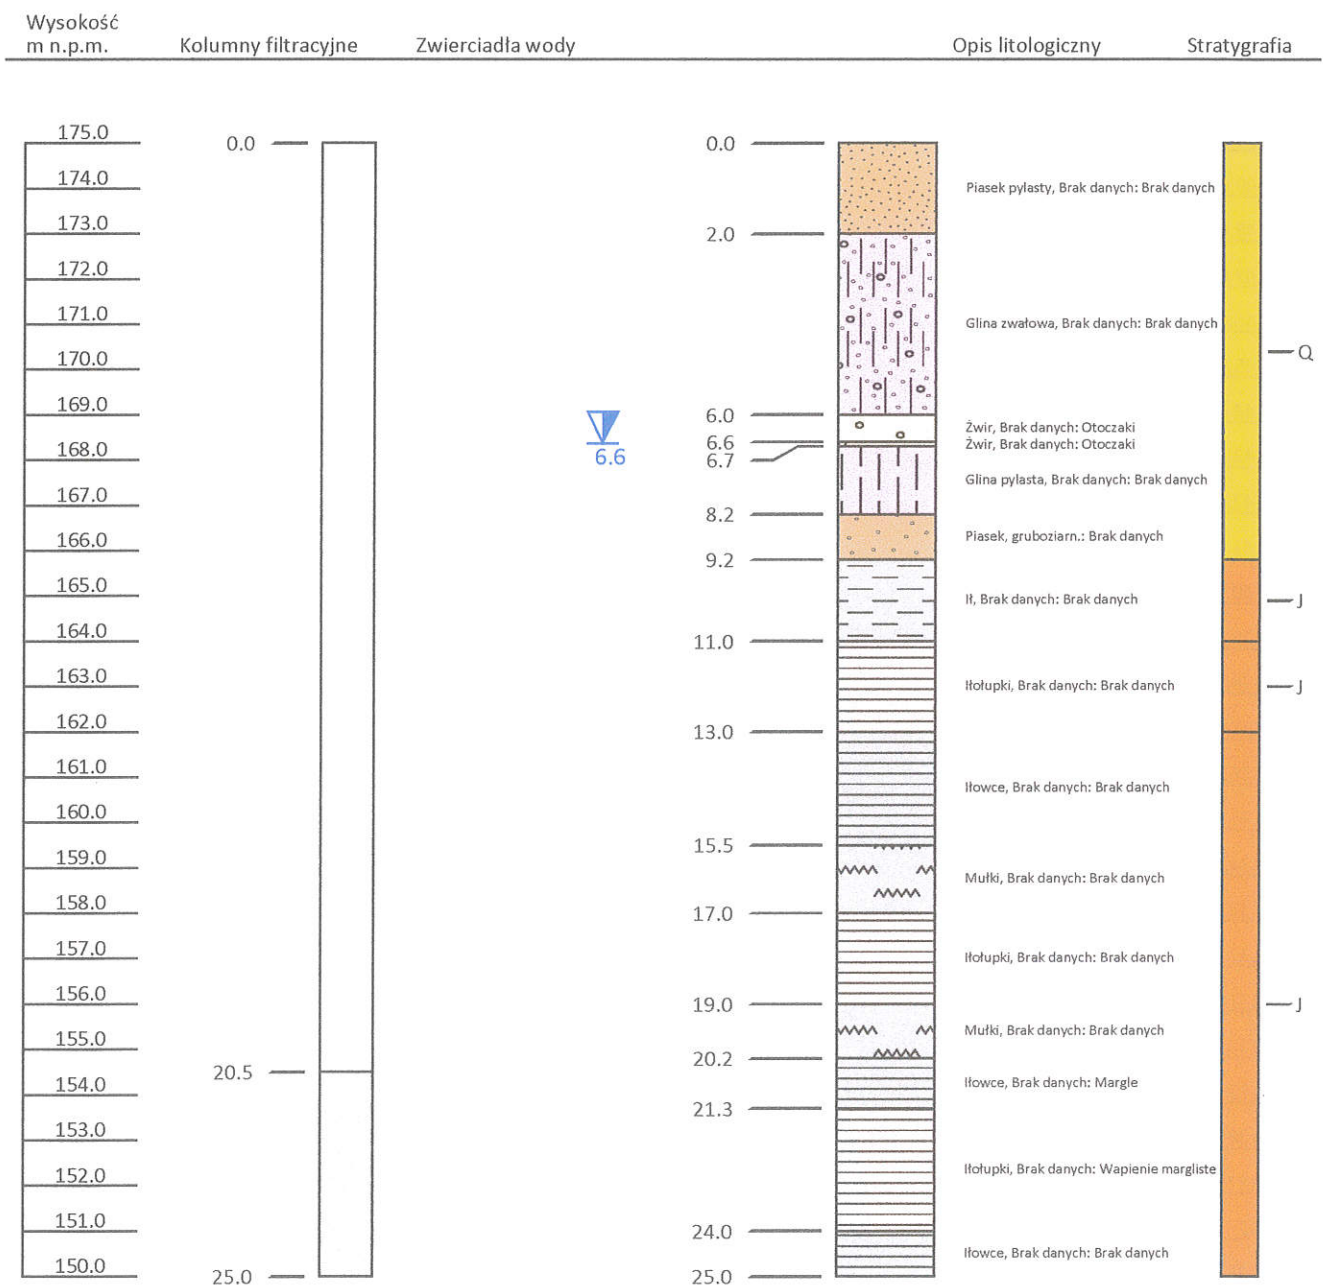 Wysokość
m n.p.m. Kolumny filtracyjne Zwierciadła wody Opis litologiczny Stratygrafia
175.0 0.0 0.0
174.0 Piasek pylasty, Brak danych: Brak danych
173.0 2.0
172.0
171.0 Glina zwałowa, Brak danych: Brak danych
170.0 Q
169.0 6.0
Żwir, Brak danych: Otoczaki
6.6 Żwir, Brak danych: Otoczaki
168.0 6.6 6.7
Glina pylasta, Brak danych: Brak danych
167.0 8.2
Piasek, gruboziarn.: Brak danych
166.0 9.2
165.0 Ił, Brak danych: Brak danych J
164.0 11.0
163.0 Iłołupki, Brak danych: Brak danych J
162.0 13.0
161.0 Iłowce, Brak danych: Brak danych
160.0
159.0 15.5
Mułki, Brak danych: Brak danych
158.0 17.0
157.0 Iłołupki, Brak danych: Brak danych
156.0 19.0 J
155.0 Mułki, Brak danych: Brak danych
20.2
154.0 20.5 Iłowce, Brak danych: Margle
21.3
153.0
152.0 Iłołupki, Brak danych: Wapienie margliste
151.0 24.0
Iłowce, Brak danych: Brak danych
150.0 25.0 25.0